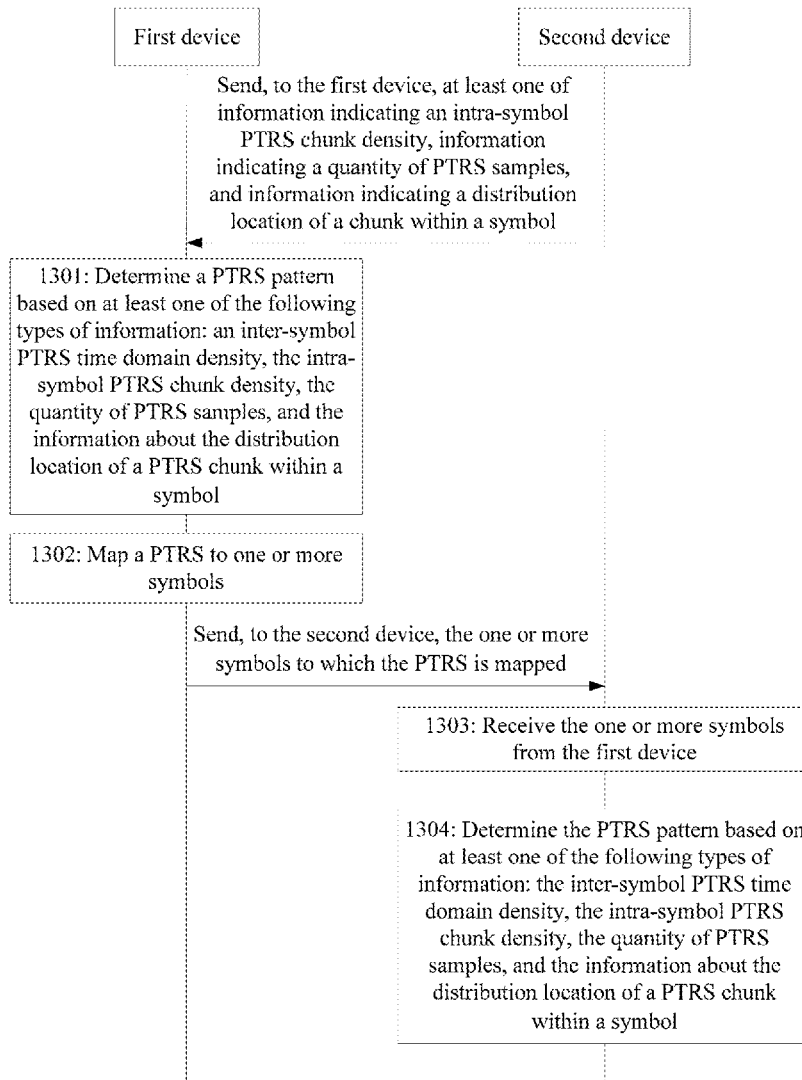 First device
Second device
Send, to the first device, at least one of
information indicating an intra-symbol
PTRS chunk density, information
indicating a quantity of PTRS samples,
and information indicating a distribution
location of a chunk within a symbol
1301: Determine a PTRS pattern
based on at least one of the following
types of information: an inter-symbol
PTRS time domain density, the intra-
symbol PTRS chunk density, the
quantity of PTRS samples, and the
information about the distribution
location of a PTRS chunk within a
symbol
1302: Map a PTRS to one or more
symbols
Send, to the second device, the one or more
symbols to which the PTRS is mapped
1303: Receive the one or more symbols
from the first device
1304: Determine the PTRS pattern based on
at least one of the following types of
information: the inter-symbol PTRS time
domain density, the intra-symbol PTRS
chunk density, the quantity of PTRS
samples, and the information about the
distribution location of a PTRS chunk
within a symbol